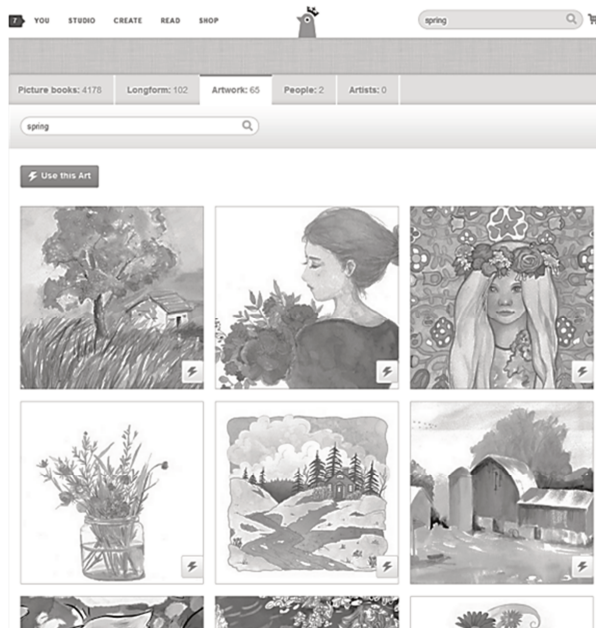 7 YOU STUDIO CREATE READ SHOP spring
Picture books: 4178 Longform: 102 Artwork: 65 People: 2 Artists: 0
spring
Use this Art